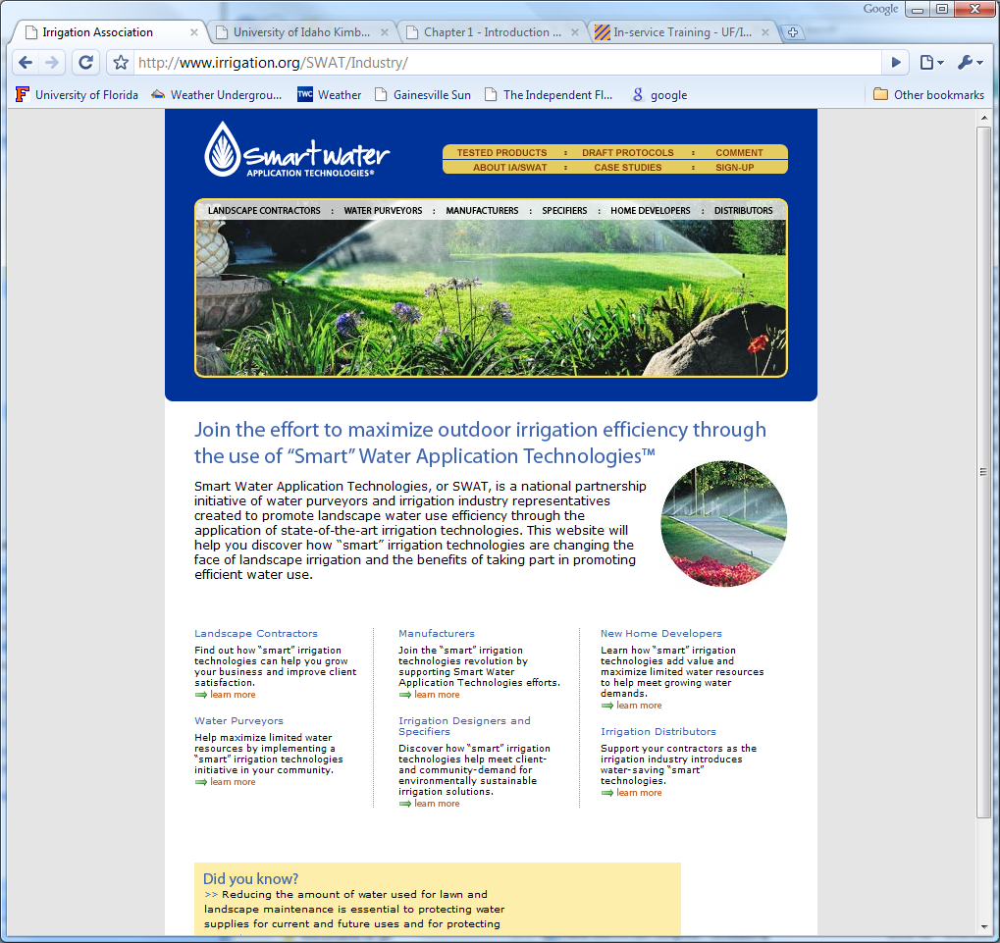 Google
Irrigation Association
University of Idaho Kimb...
Chapter 1 - Introduction ...
In-service Training - UF/I...
http://www.irrigation.org/SWAT/Industry/
F University of Florida
Weather Undergrou...
TWC Weather
Gainesville Sun
The Independent Fl...
g google
Other bookmarks
Smart Water
APPLICATION TECHNOLOGIES®
TESTED PRODUCTS : DRAFT PROTOCOLS : COMMENT
ABOUT IA/SWAT : CASE STUDIES : SIGN-UP
LANDSCAPE CONTRACTORS : WATER PURVEYORS : MANUFACTURERS : SPECIFIERS : HOME DEVELOPERS : DISTRIBUTORS
Join the effort to maximize outdoor irrigation efficiency through
the use of “Smart” Water Application Technologies™
Smart Water Application Technologies, or SWAT, is a national partnership
initiative of water purveyors and irrigation industry representatives
created to promote landscape water use efficiency through the
application of state-of-the-art irrigation technologies. This website will
help you discover how “smart” irrigation technologies are changing the
face of landscape irrigation and the benefits of taking part in promoting
efficient water use.
Landscape Contractors
Find out how “smart” irrigation
technologies can help you grow
your business and improve client
satisfaction.
learn more
Water Purveyors
Help maximize limited water
resources by implementing a
“smart” irrigation technologies
initiative in your community.
learn more
Manufacturers
Join the “smart” irrigation
technologies revolution by
supporting Smart Water
Application Technologies efforts.
learn more
Irrigation Designers and
Specifiers
Discover how “smart” irrigation
technologies help meet client-
and community-demand for
environmentally sustainable
irrigation solutions.
learn more
New Home Developers
Learn how “smart” irrigation
technologies add value and
maximize limited water resources
to help meet growing water
demands.
learn more
Irrigation Distributors
Support your contractors as the
irrigation industry introduces
water-saving “smart”
technologies.
learn more
Did you know?
>> Reducing the amount of water used for lawn and
landscape maintenance is essential to protecting water
supplies for current and future uses and for protecting